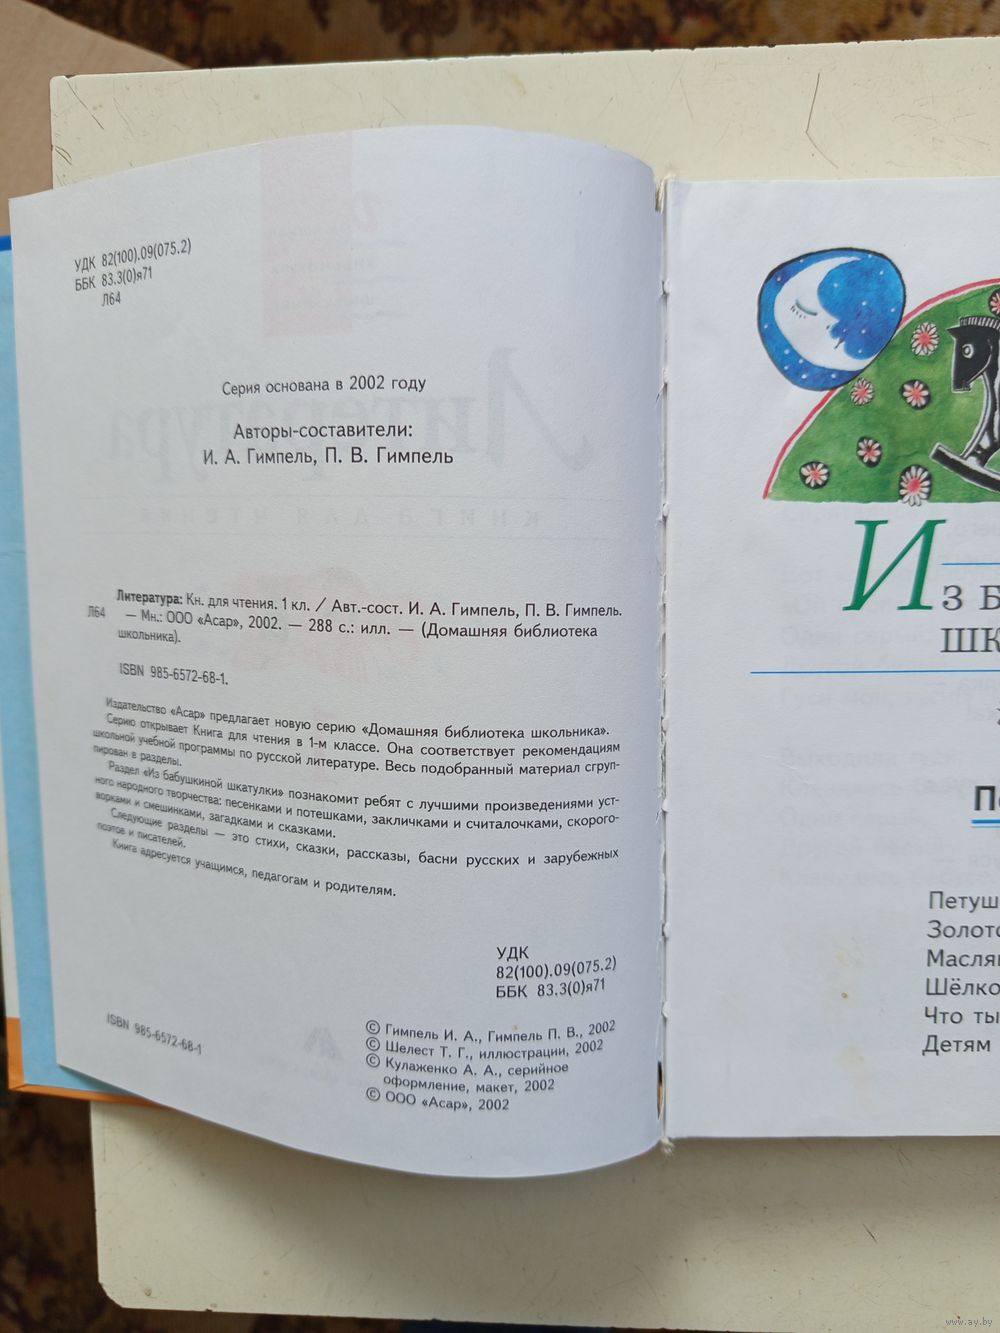 УДК 82(100).09(075.2)
ББК 83.3(0)я71
Л64
Серия основана в 2002 году
Авторы-составители:
И. А. Гимпель, П. В. Гимпель
Литература: Кн. для чтения. 1 кл. / Авт.-сост. И. А. Гимпель, П. В. Гимпель.
Л64 — Мн.: ООО «Асар», 2002. — 288 с.: илл. — (Домашняя библиотека
школьника).
ISBN 985-6572-68-1.
Издательство «Асар» предлагает новую серию «Домашняя библиотека школьника».
Серию открывает Книга для чтения в 1-м классе. Она соответствует рекомендациям
школьной учебной программы по русской литературе. Весь подобранный материал сгруп-
пирован в разделы.
Раздел «Из бабушкиной шкатулки» познакомит ребят с лучшими произведениями уст-
ного народного творчества: песенками и потешками, закличками и считалочками, скорого-
ворками и смешинками, загадками и сказками.
Следующие разделы — это стихи, сказки, рассказы, басни русских и зарубежных
поэтов и писателей.
Книга адресуется учащимся, педагогам и родителям.
УДК
82(100).09(075.2)
ББК 83.3(0)я71
ISBN 985-6572-68-1
© Гимпель И. А., Гимпель П. В., 2002
© Шелест Т. Г., иллюстрации, 2002
© Кулаженко А. А., серийное
оформление, макет, 2002
© ООО «Асар», 2002
Из Б
ШК
Пе
Петуш
Золото
Маслян
Шёлко
Что ты
Детям
www.ay.by